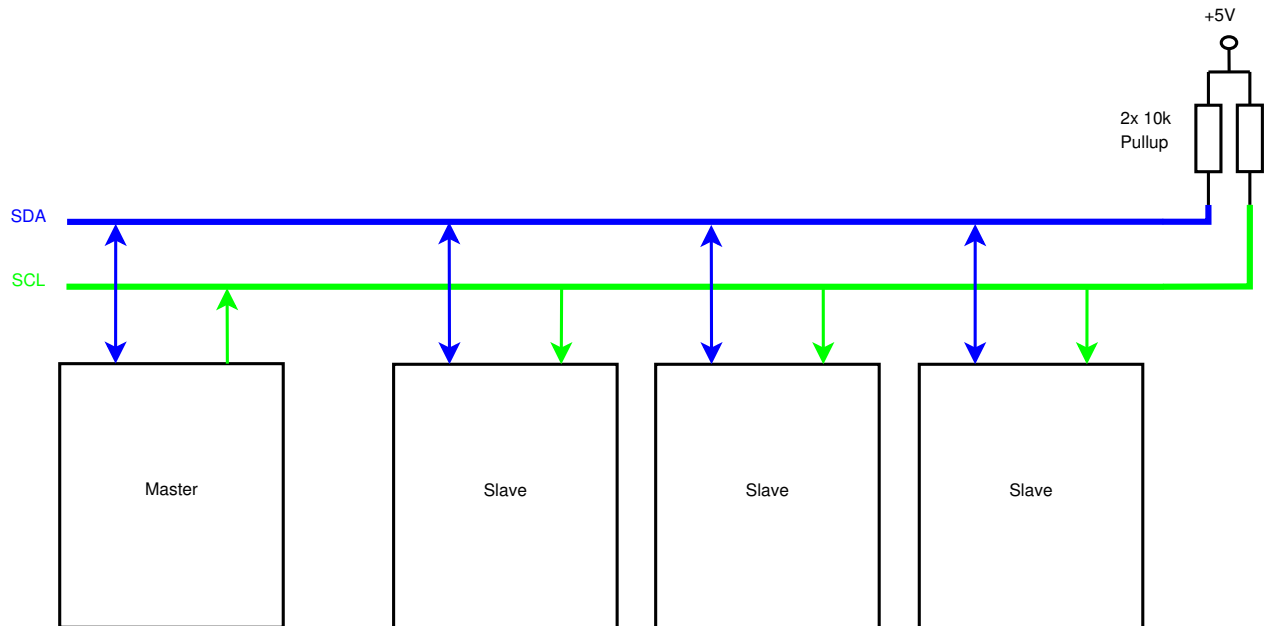 +5V
2x 10k
Pullup
SDA
SCL
Master
Slave
Slave
Slave